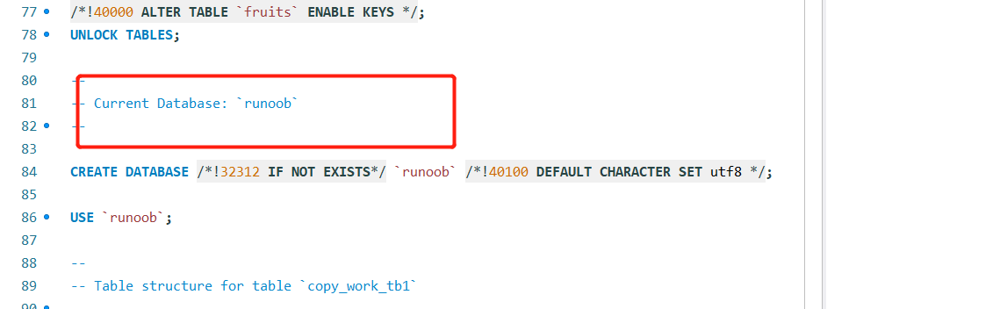 77 /*!40000 ALTER TABLE `fruits` ENABLE KEYS */;
78 UNLOCK TABLES;
79
80 --
81 -- Current Database: `runoob`
82 --
83
84 CREATE DATABASE /*!32312 IF NOT EXISTS*/ `runoob` /*!40100 DEFAULT CHARACTER SET utf8 */;
85
86 USE `runoob`;
87
88 --
89 -- Table structure for table `copy_work_tb1`
90